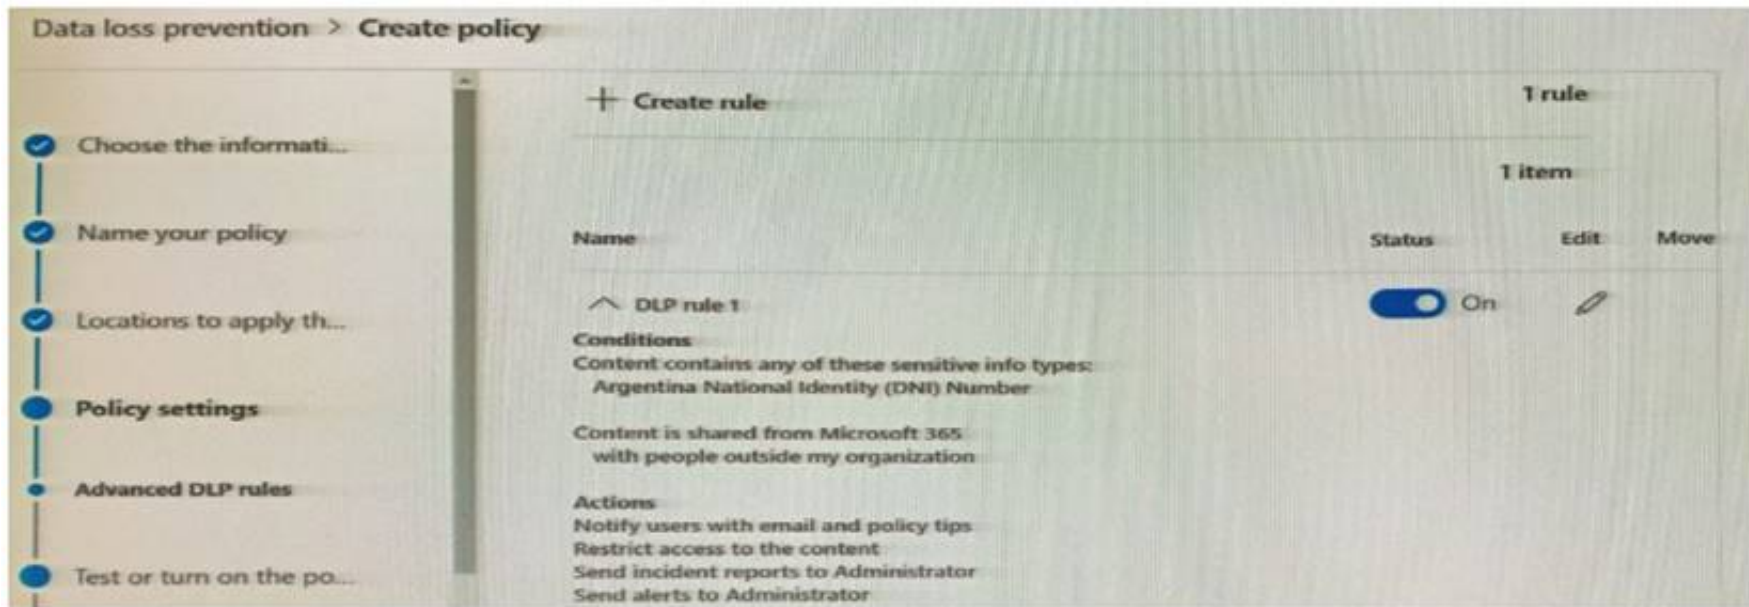 Data loss prevention > Create policy
+ Create rule
1 rule
1 item
Choose the informati...
Name your policy
Locations to apply th...
Policy settings
Advanced DLP rules
Test or turn on the po...
Name
Status
Edit
Move
DLP rule 1
On
Conditions
Content contains any of these sensitive info types:
Argentina National Identity (DNI) Number
Content is shared from Microsoft 365
with people outside my organization
Actions
Notify users with email and policy tips
Restrict access to the content
Send incident reports to Administrator
Send alerts to Administrator